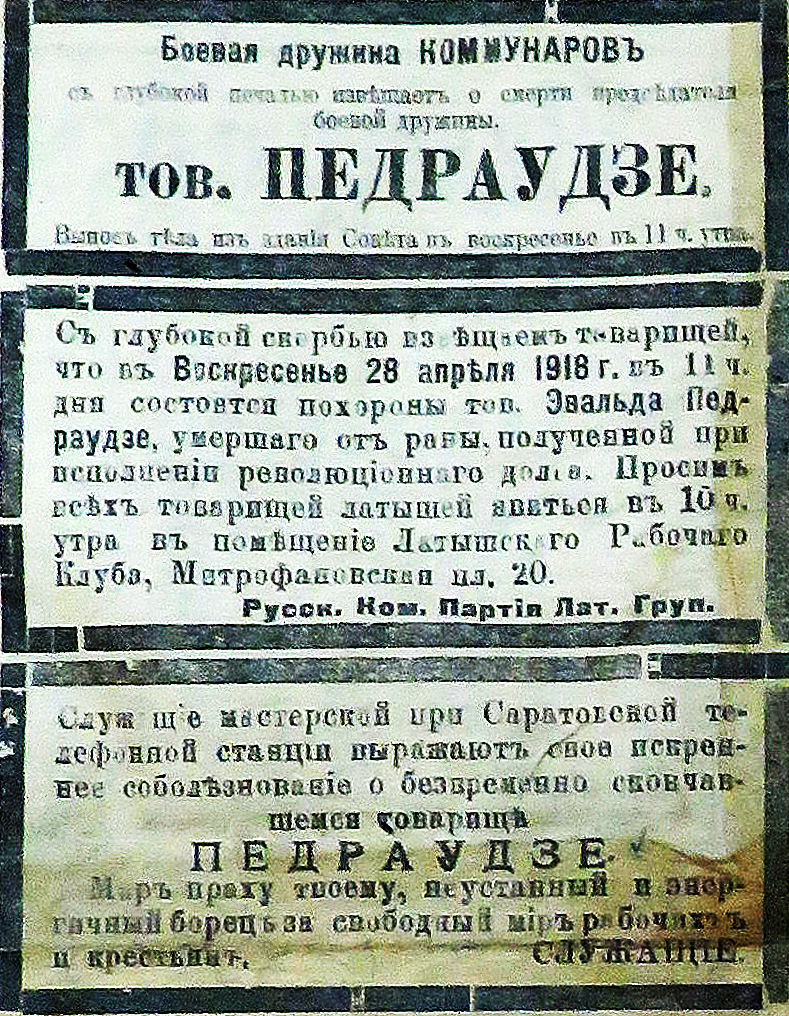 Боевая дружина КОММУНАРОВЪ
съ глубокой печалью извѣщаетъ о смерти предсѣдателя
боевой дружины.
тов. ПЕДРАУДЗЕ.
Выносъ тѣла изъ зданія Совѣта въ воскресенье въ 11 ч. утра.
Съ глубокой скорбью извѣщаемъ товарищей,
что въ Воскресенье 28 апрѣля 1918 г. въ 11 ч.
дня состоятся похороны тов. Эвальда Пед-
раудзе, умершаго отъ раны, полученной при
исполненіи революціоннаго долга. Просимъ
всѣхъ товарищей латышей явиться въ 10 ч.
утра въ помѣщеніе Латышскаго Рабочаго
Клуба, Митрофановская пл. 20.
Русск. Ком. Партія Лат. Груп.
Служащіе мастерской при Саратовской те-
лефонной станціи выражаютъ свое искрен-
нее соболѣзнованіе о безвременно скончав-
шемся товарищѣ
ПЕДРАУДЗЕ.
Миръ праху твоему, неуставный и энер-
гичный борецъ за свободный міръ рабочихъ
и крестьянъ.
СЛУЖАЩІЕ.